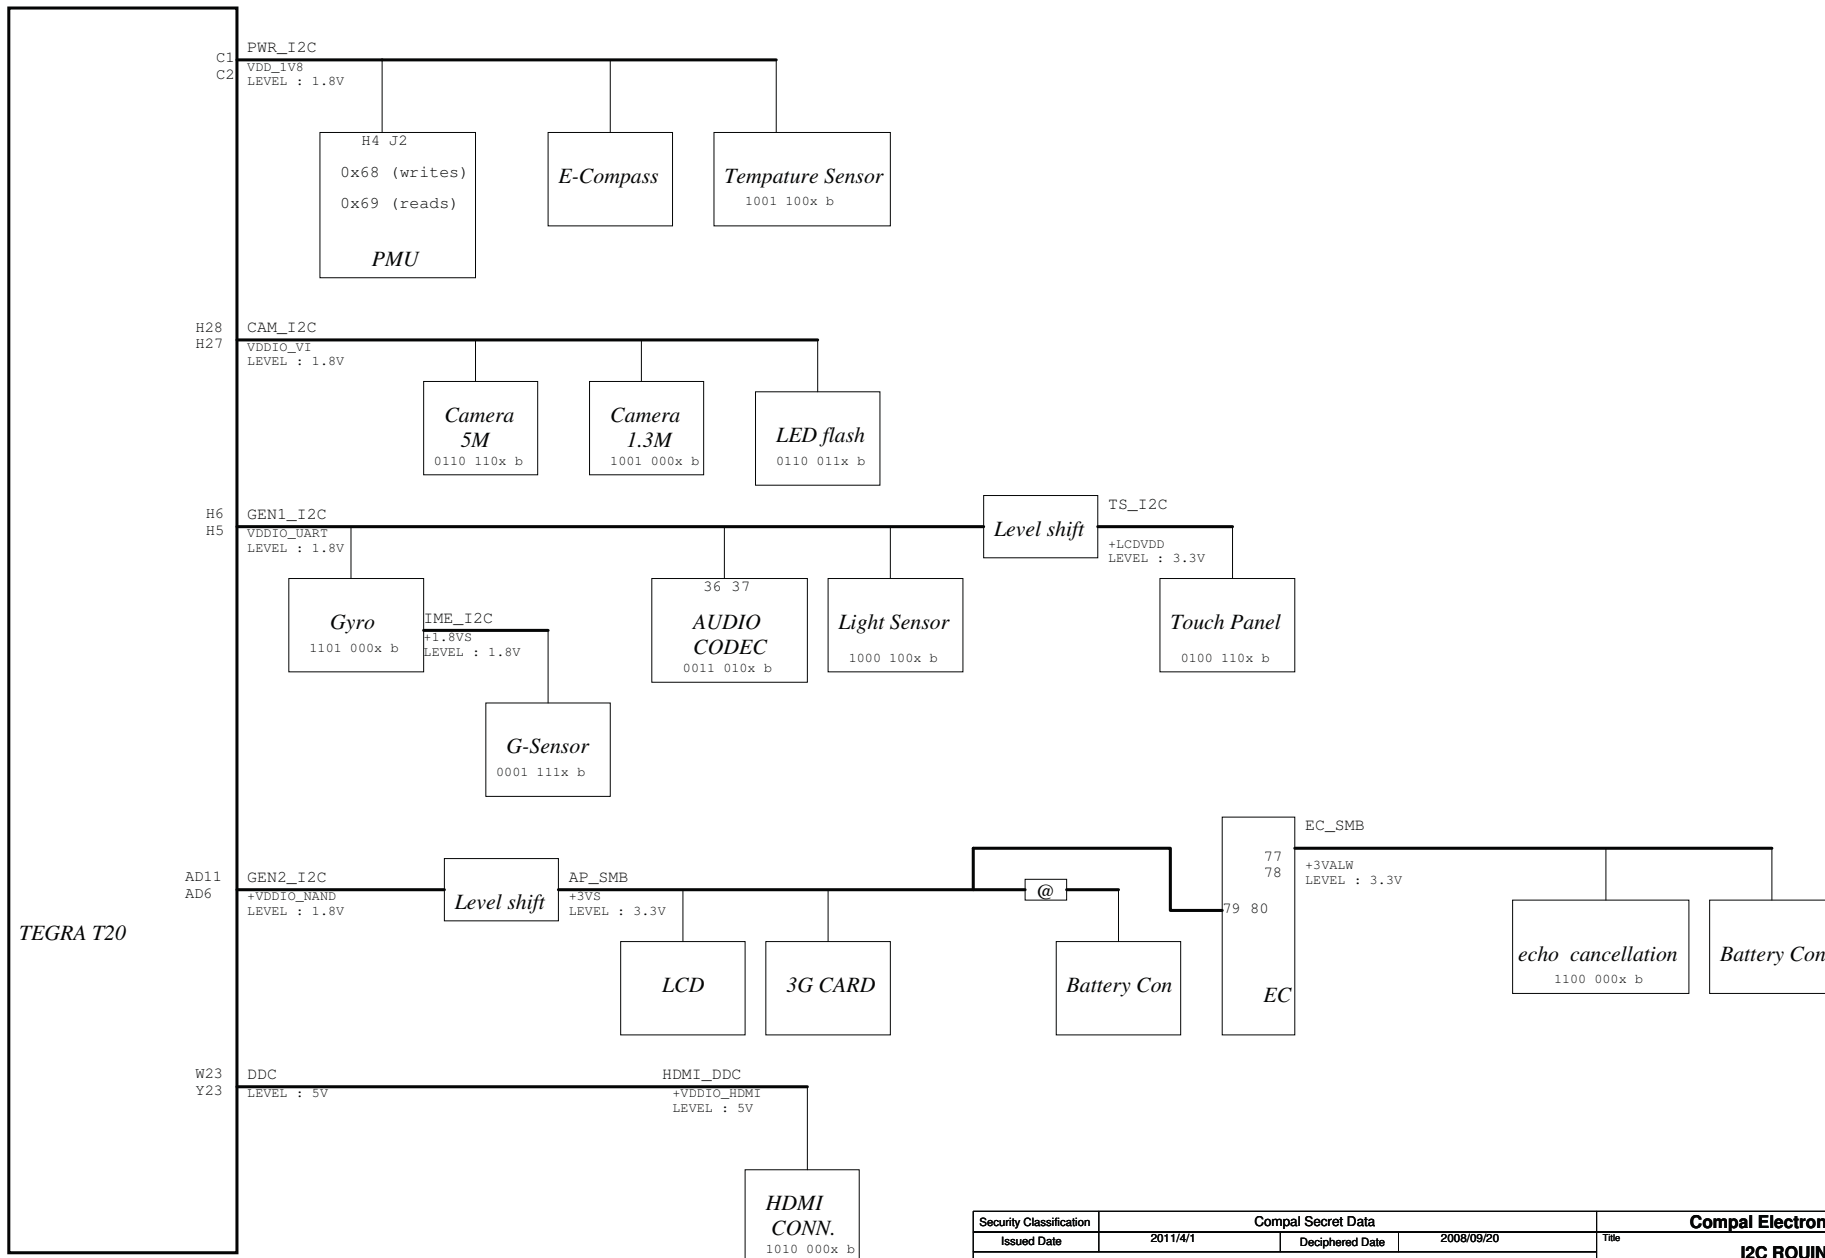 PWR_I2C
C1
C2
VDD_1V8
LEVEL : 1.8V
H4 J2
0x68 (writes)
0x69 (reads)
PMU
E-Compass
Tempature Sensor
1001 100x b
H28
H27
CAM_I2C
VDDIO_VI
LEVEL : 1.8V
Camera
5M
0110 110x b
Camera
1.3M
1001 000x b
LED flash
0110 011x b
H6
H5
GEN1_I2C
VDDIO_UART
LEVEL : 1.8V
Level shift
TS_I2C
+LCDVDD
LEVEL : 3.3V
Gyro
1101 000x b
IME_I2C
+1.8VS
LEVEL : 1.8V
36 37
AUDIO
CODEC
0011 010x b
Light Sensor
1000 100x b
Touch Panel
0100 110x b
G-Sensor
0001 111x b
AD11
AD6
GEN2_I2C
+VDDIO_NAND
LEVEL : 1.8V
Level shift
AP_SMB
+3VS
LEVEL : 3.3V
@
77
78
79 80
EC
EC_SMB
+3VALW
LEVEL : 3.3V
TEGRA T20
LCD
3G CARD
Battery Con
echo cancellation
1100 000x b
Battery Con
W23
Y23
DDC
LEVEL : 5V
HDMI_DDC
+VDDIO_HDMI
LEVEL : 5V
HDMI
CONN.
1010 000x b
Security Classification
Compal Secret Data
Compal Electron
Issued Date
2011/4/1
Deciphered Date
2008/09/20
Title
I2C ROUIN